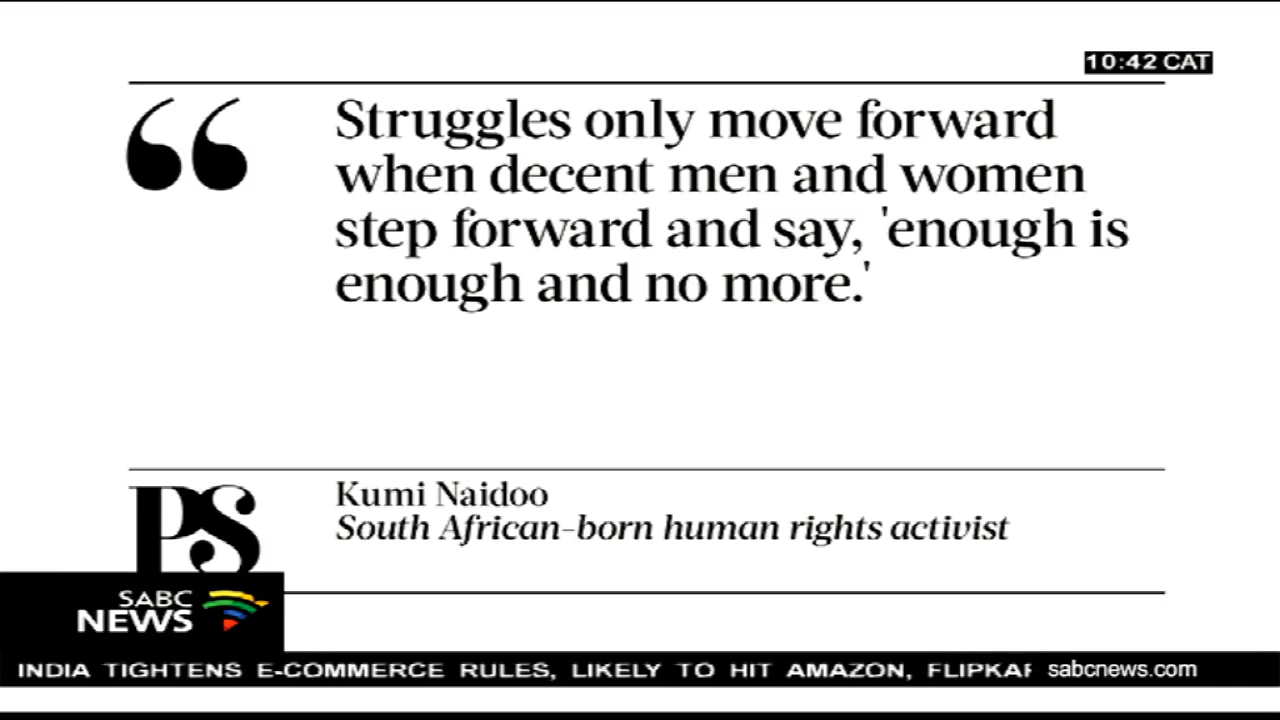 10:42 CAT
“
Struggles only move forward
when decent men and women
step forward and say, 'enough is
enough and no more.'
PS
Kumi Naidoo
South African-born human rights activist
SABC
NEWS
INDIA TIGHTENS E-COMMERCE RULES, LIKELY TO HIT AMAZON, FLIPKAR sabcnews.com